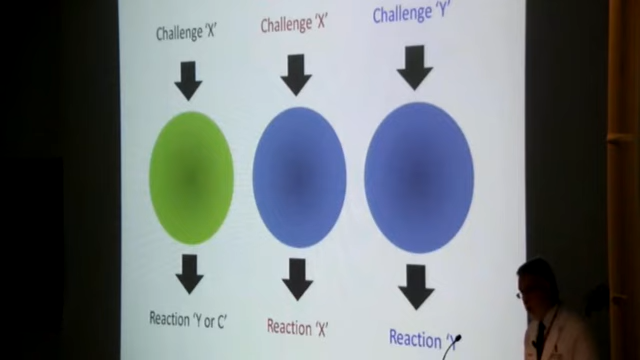 Challenge 'X'
Challenge 'X'
Challenge 'Y'
Reaction 'Y or C'
Reaction 'X'
Reaction 'Y'